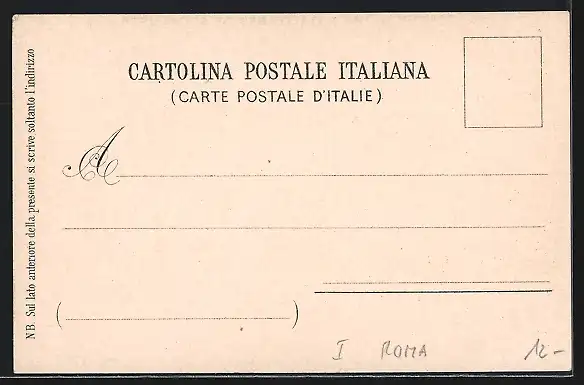 CARTOLINA POSTALE ITALIANA
(CARTE POSTALE D'ITALIE)
A
( )
NB. Sul lato anteriore della presente si scrive soltanto l'indirizzo
I ROMA 12-